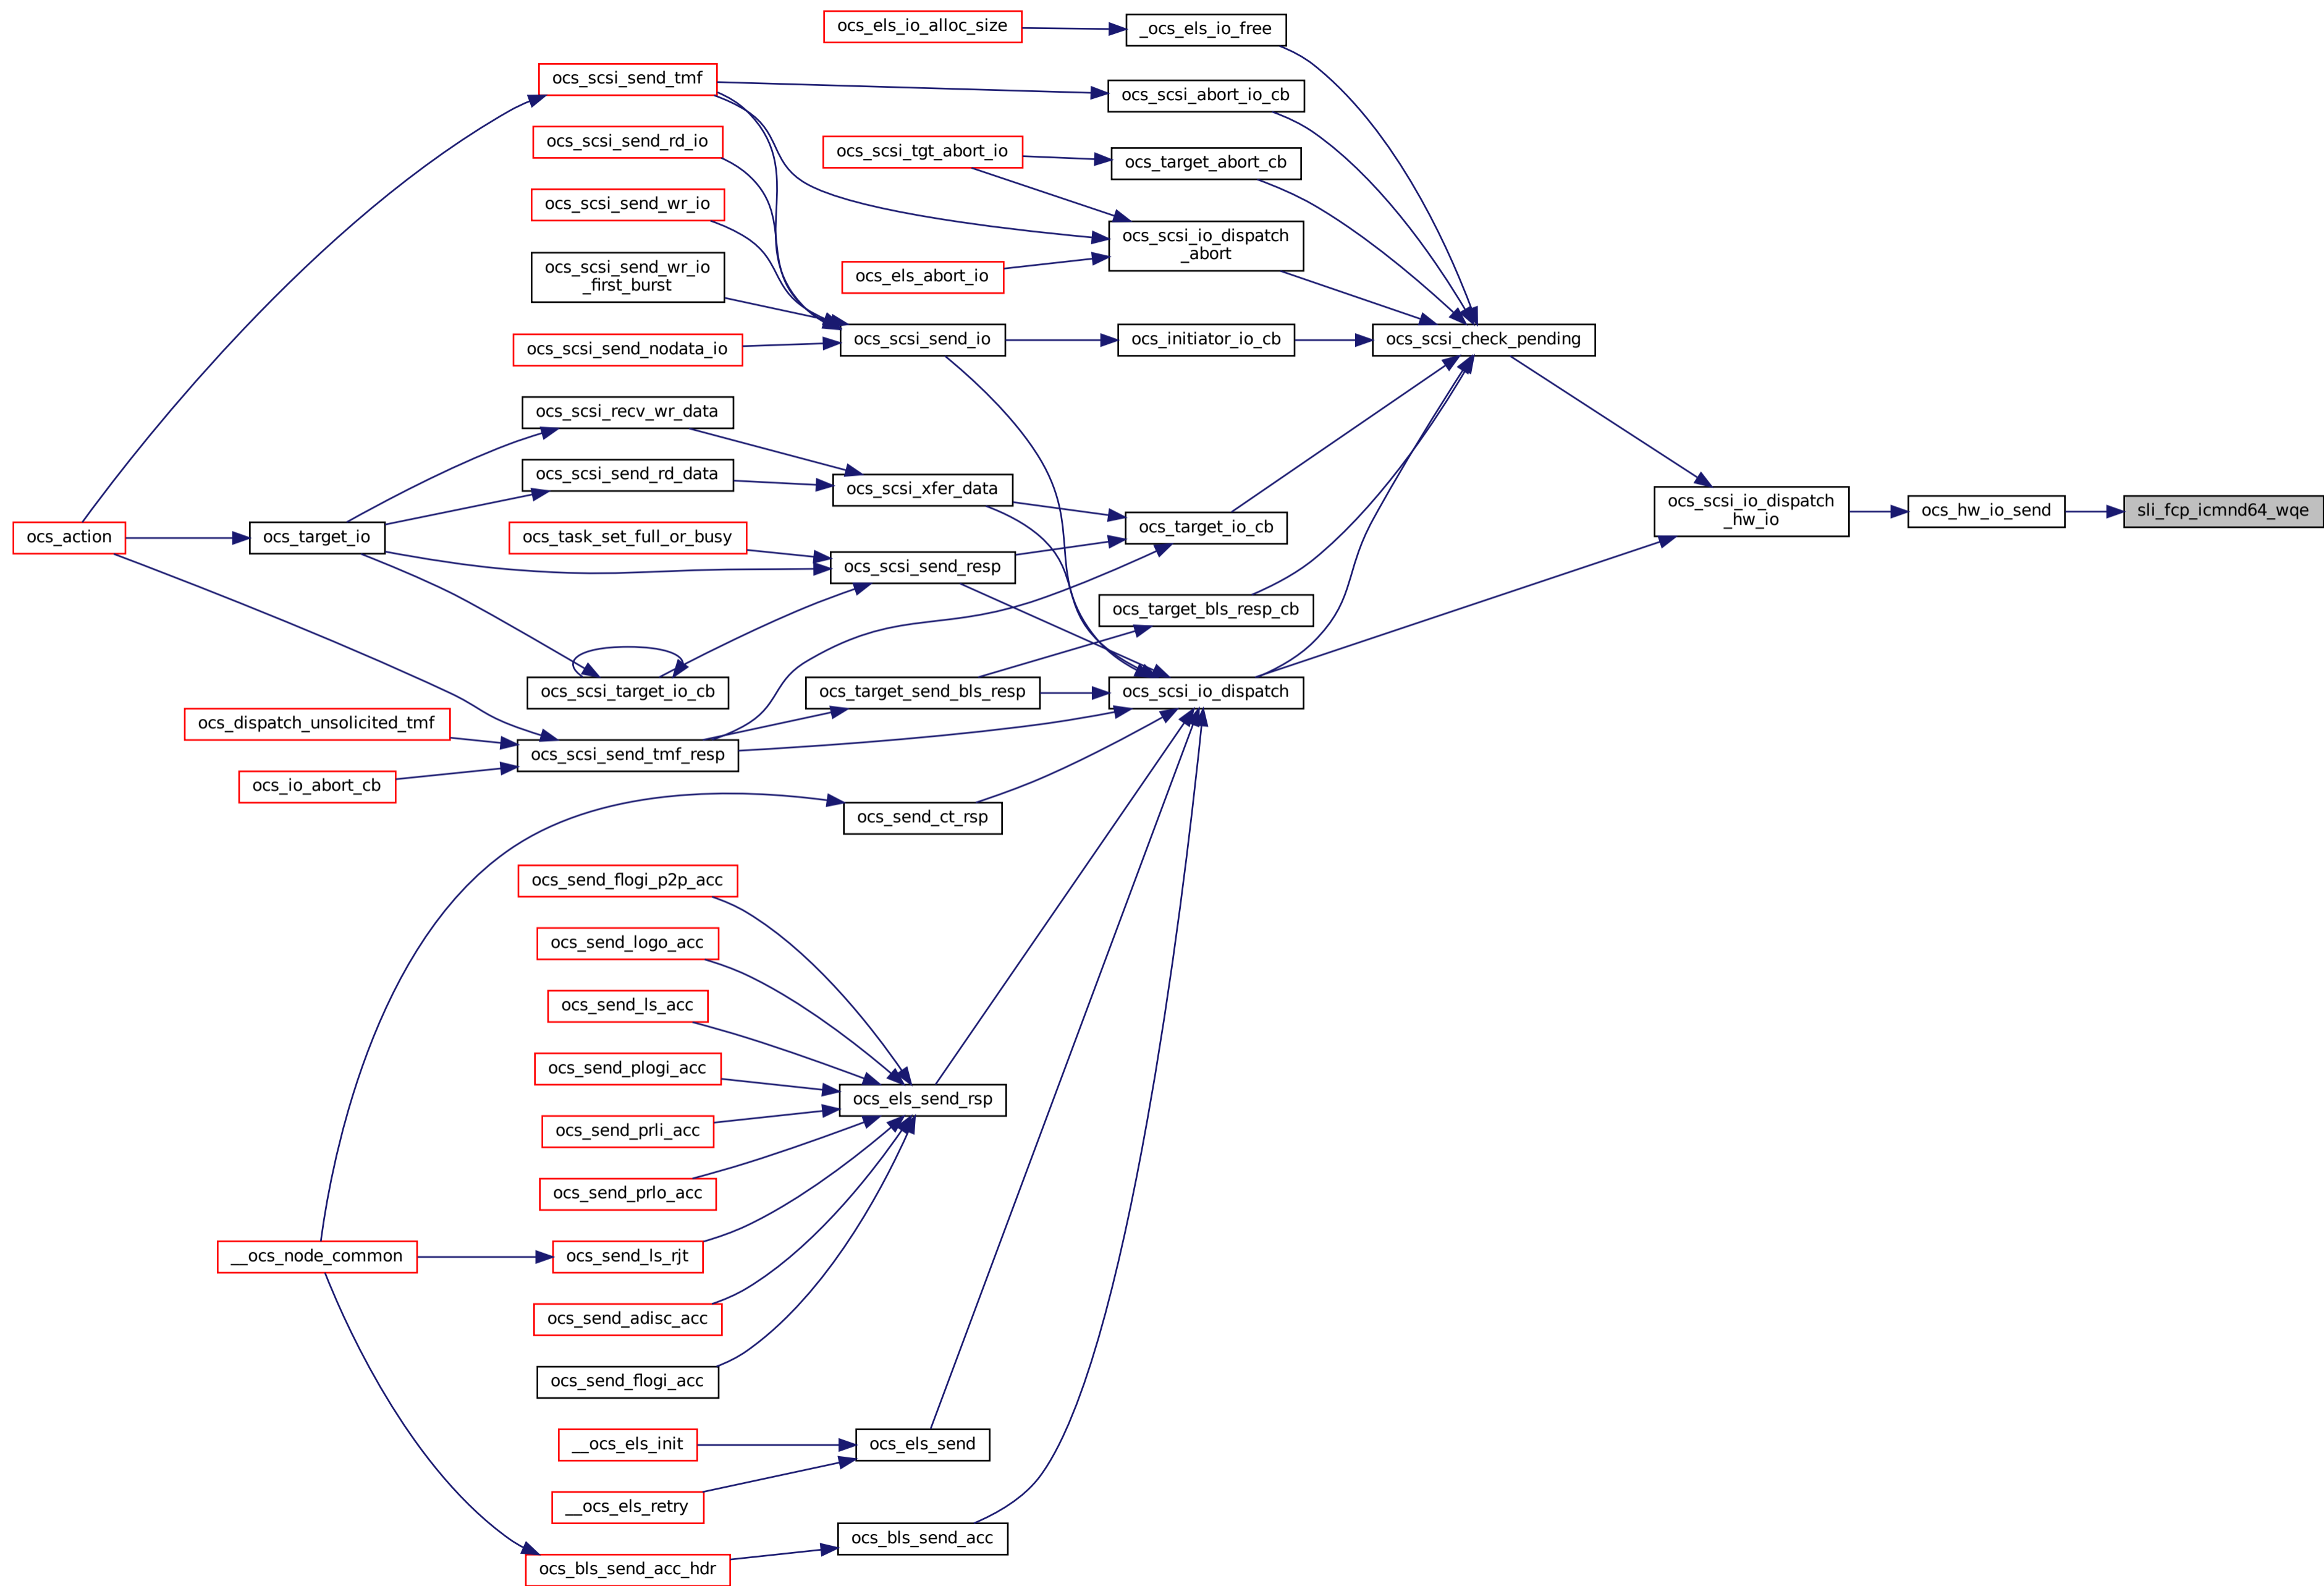 ocs_els_io_alloc_size
_ocs_els_io_free
ocs_scsi_send_tmf
ocs_scsi_abort_io_cb
ocs_scsi_send_rd_io
ocs_scsi_tgt_abort_io
ocs_target_abort_cb
ocs_scsi_send_wr_io
ocs_scsi_io_dispatch
_abort
ocs_scsi_send_wr_io
_first_burst
ocs_els_abort_io
ocs_scsi_send_nodata_io
ocs_scsi_send_io
ocs_initiator_io_cb
ocs_scsi_check_pending
ocs_scsi_recv_wr_data
ocs_scsi_send_rd_data
ocs_scsi_xfer_data
ocs_scsi_io_dispatch
_hw_io
ocs_hw_io_send
sli_fcp_icmnd64_wqe
ocs_action
ocs_target_io
ocs_task_set_full_or_busy
ocs_target_io_cb
ocs_scsi_send_resp
ocs_target_bls_resp_cb
ocs_scsi_target_io_cb
ocs_target_send_bls_resp
ocs_scsi_io_dispatch
ocs_dispatch_unsolicited_tmf
ocs_scsi_send_tmf_resp
ocs_io_abort_cb
ocs_send_ct_rsp
ocs_send_flogi_p2p_acc
ocs_send_logo_acc
ocs_send_ls_acc
ocs_send_plogi_acc
ocs_els_send_rsp
ocs_send_prli_acc
ocs_send_prlo_acc
__ocs_node_common
ocs_send_ls_rjt
ocs_send_adisc_acc
ocs_send_flogi_acc
__ocs_els_init
ocs_els_send
__ocs_els_retry
ocs_bls_send_acc
ocs_bls_send_acc_hdr